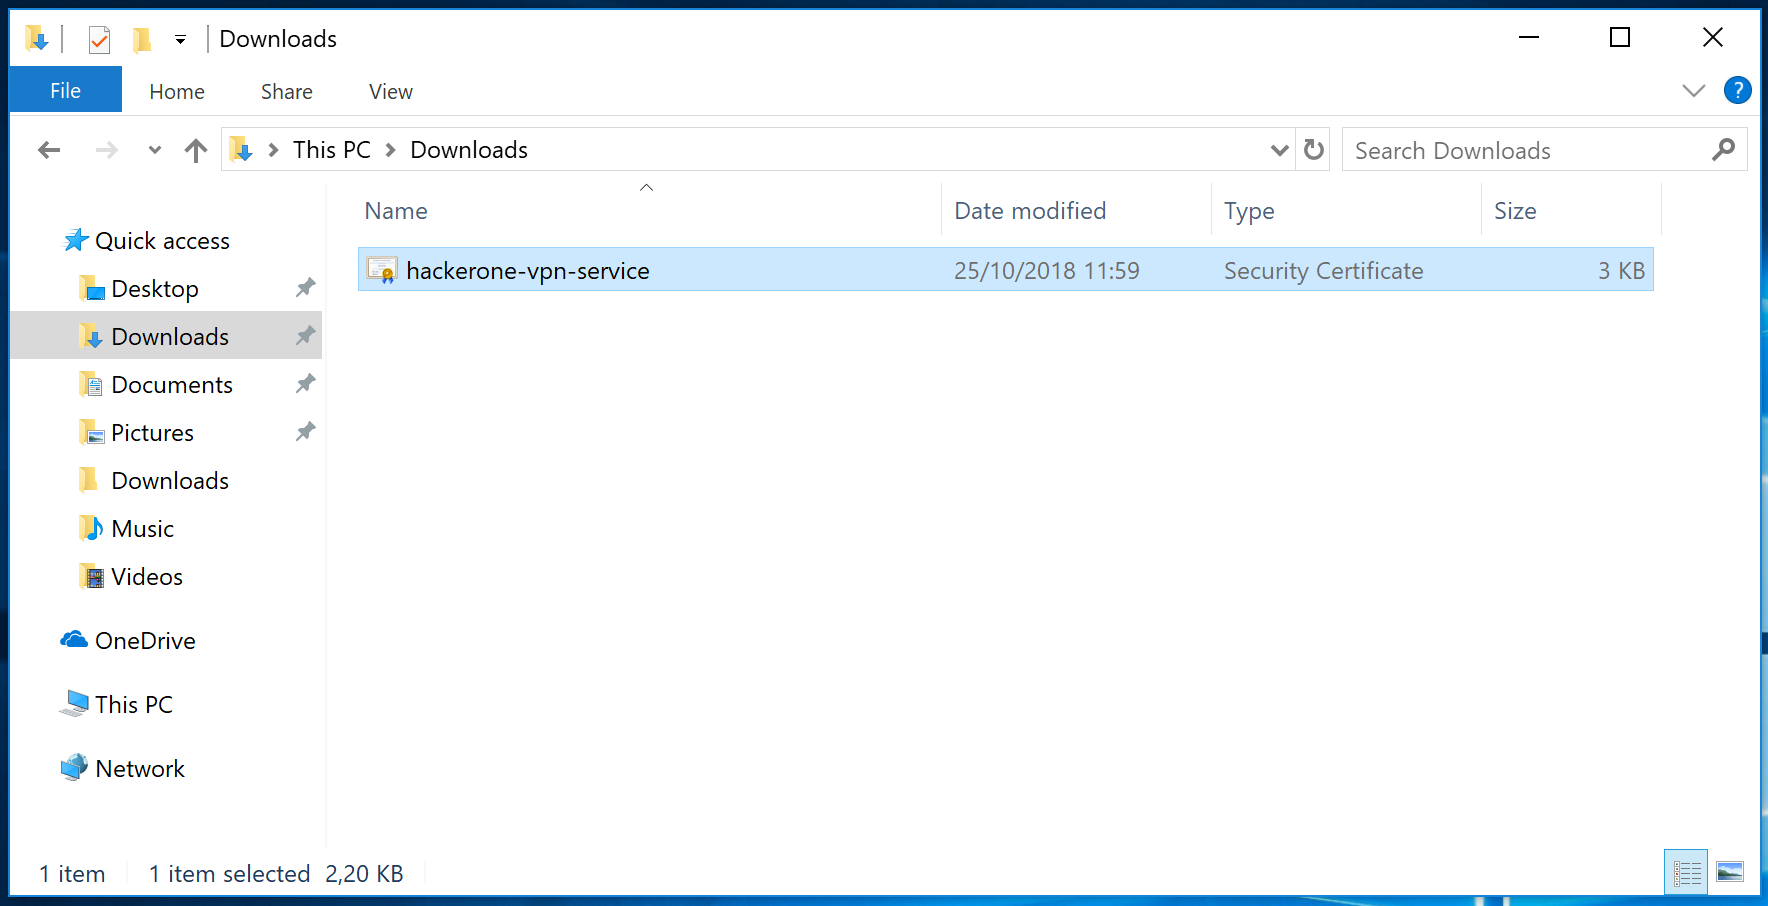 Downloads
File Home Share View ?
This PC Downloads Search Downloads
Name Date modified Type Size
hackerone-vpn-service 25/10/2018 11:59 Security Certificate 3 KB
Quick access
Desktop
Downloads
Documents
Pictures
Downloads
Music
Videos
OneDrive
This PC
Network
1 item 1 item selected 2,20 KB